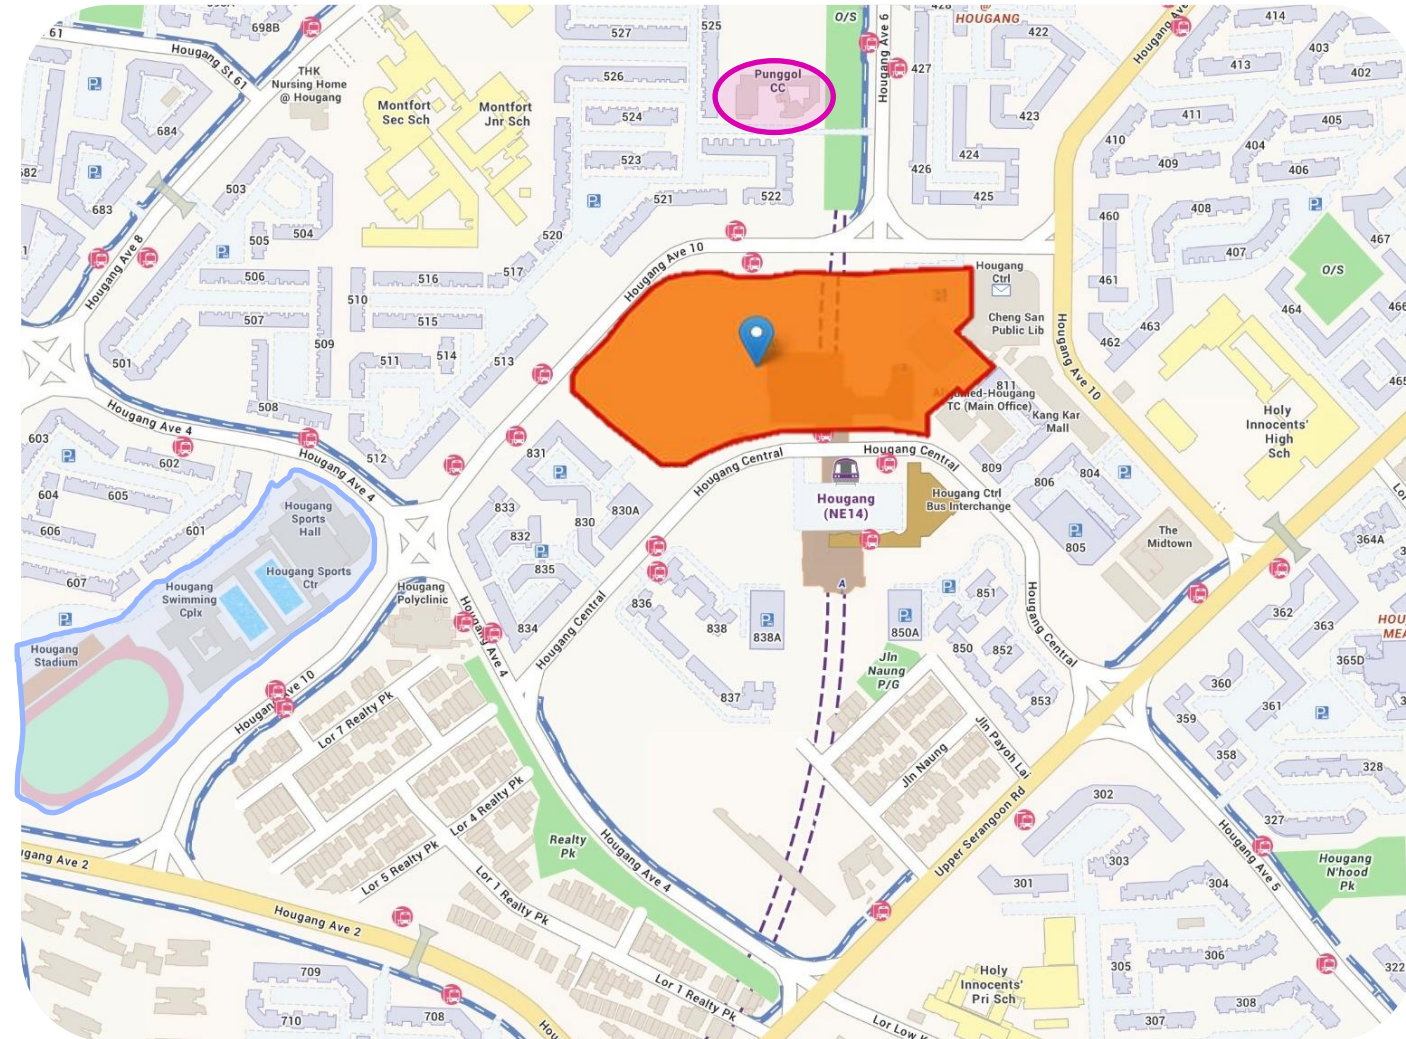 698B
61
Hougang St 61
THK
Nursing Home
@ Hougang
527
525
O/S
Hougang Ave 6
@
HOUGANG
422
Hougang Ave
414
403
413
402
526
Punggol
CC
427
Montfort
Sec Sch
Montfort
Jnr Sch
524
423
411
405
684
523
424
410
404
409
406
682
683
503
521
522
426
425
505
504
520
460
408
467
Hougang Ave 8
Hougang Ave 10
407
506
516
517
461
Hougang
Ctrl
O/S
510
507
515
Cheng San
Public Lib
463
464
466
509
462
501
511
514
513
Hougang Ave 10
465
811
TC (Main Office)
Kang Kar
Mall
Holy
Innocents'
High
Sch
508
Hougang Ave 4
603
602
512
Hougang Ave 4
831
Hougang Central
Hougang Central
809
804
806
604
605
606
601
Hougang
Sports
Hall
833
830A
830
Hougang
(NE14)
Hougang Ctrl
Bus Interchange
832
835
805
The
Midtown
364A
607
Hougang
Swimming
Cplx
Hougang Sports
Ctr
Hougang
Polyclinic
Hougang
Stadium
834
Hougang Ave 4
Hougang Central
836
838
838A
A
850A
851
850
852
Hougang Central
362
363
365D
Jln
Naung
P/G
837
853
360
361
359
358
Lor 7 Realty Pk
Jln Payoh Lai
Jln Naung
328
Lor 4 Realty Pk
Upper Serangoon Rd
302
327
Lor 5 Realty Pk
Realty
Pk
Hougang Ave 4
Hougang Ave 5
303
304
301
Hougang
N'hood
Pk
Lor 1 Realty Pk
Hougang Ave 2
709
Lor 1 Realty Pk
Holy
Innocents'
Pri Sch
305
306
322
710
708
307
308